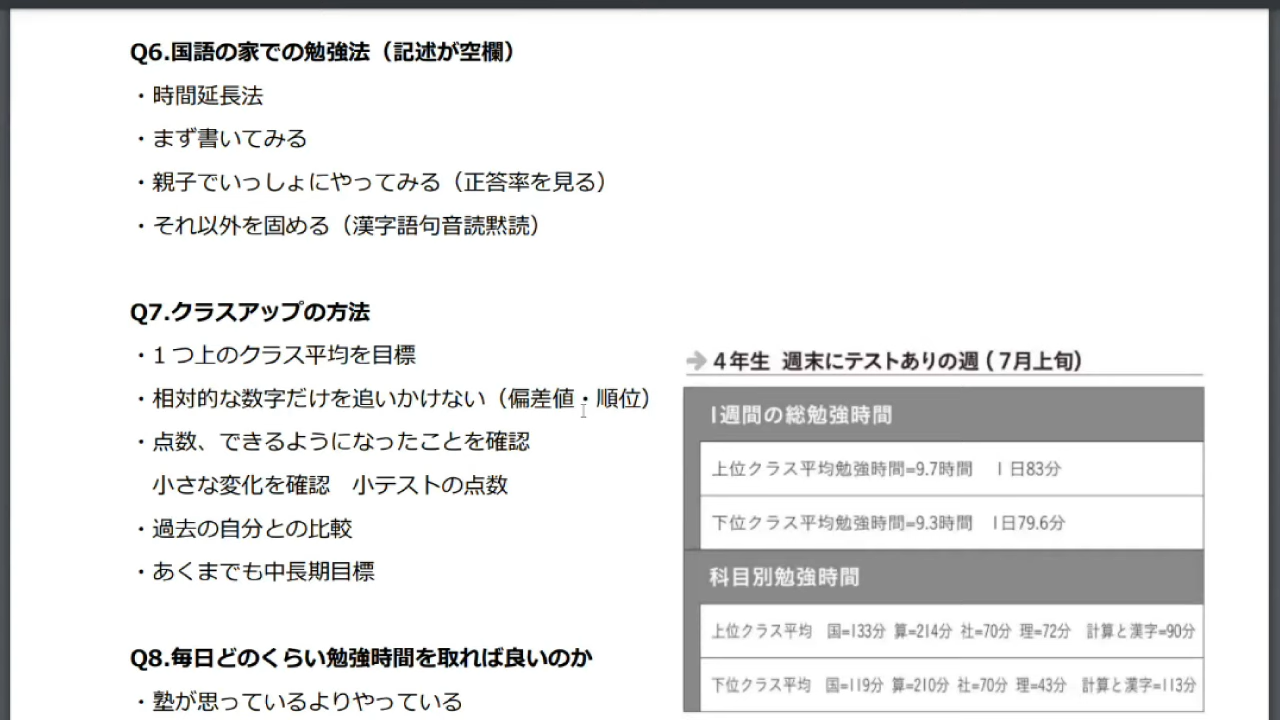 Q6.国語の家での勉強法（記述が空欄）
・時間延長法
・まず書いてみる
・親子でいっしょにやってみる（正答率を見る）
・それ以外を固める（漢字語句音読黙読）
Q7.クラスアップの方法
・1つ上のクラス平均を目標
・相対的な数字だけを追いかけない（偏差値・順位）
・点数、できるようになったことを確認
小さな変化を確認　小テストの点数
・過去の自分との比較
・あくまでも中長期目標
Q8.毎日どのくらい勉強時間を取れば良いのか
・塾が思っているよりやっている
➔4年生 週末にテストありの週（7月上旬）
1週間の総勉強時間
上位クラス平均勉強時間=9.7時間　1日83分
下位クラス平均勉強時間=9.3時間　1日79.6分
科目別勉強時間
上位クラス平均　国=133分 算=214分 社=70分 理=72分　計算と漢字=90分
下位クラス平均　国=119分 算=210分 社=70分 理=43分　計算と漢字=113分